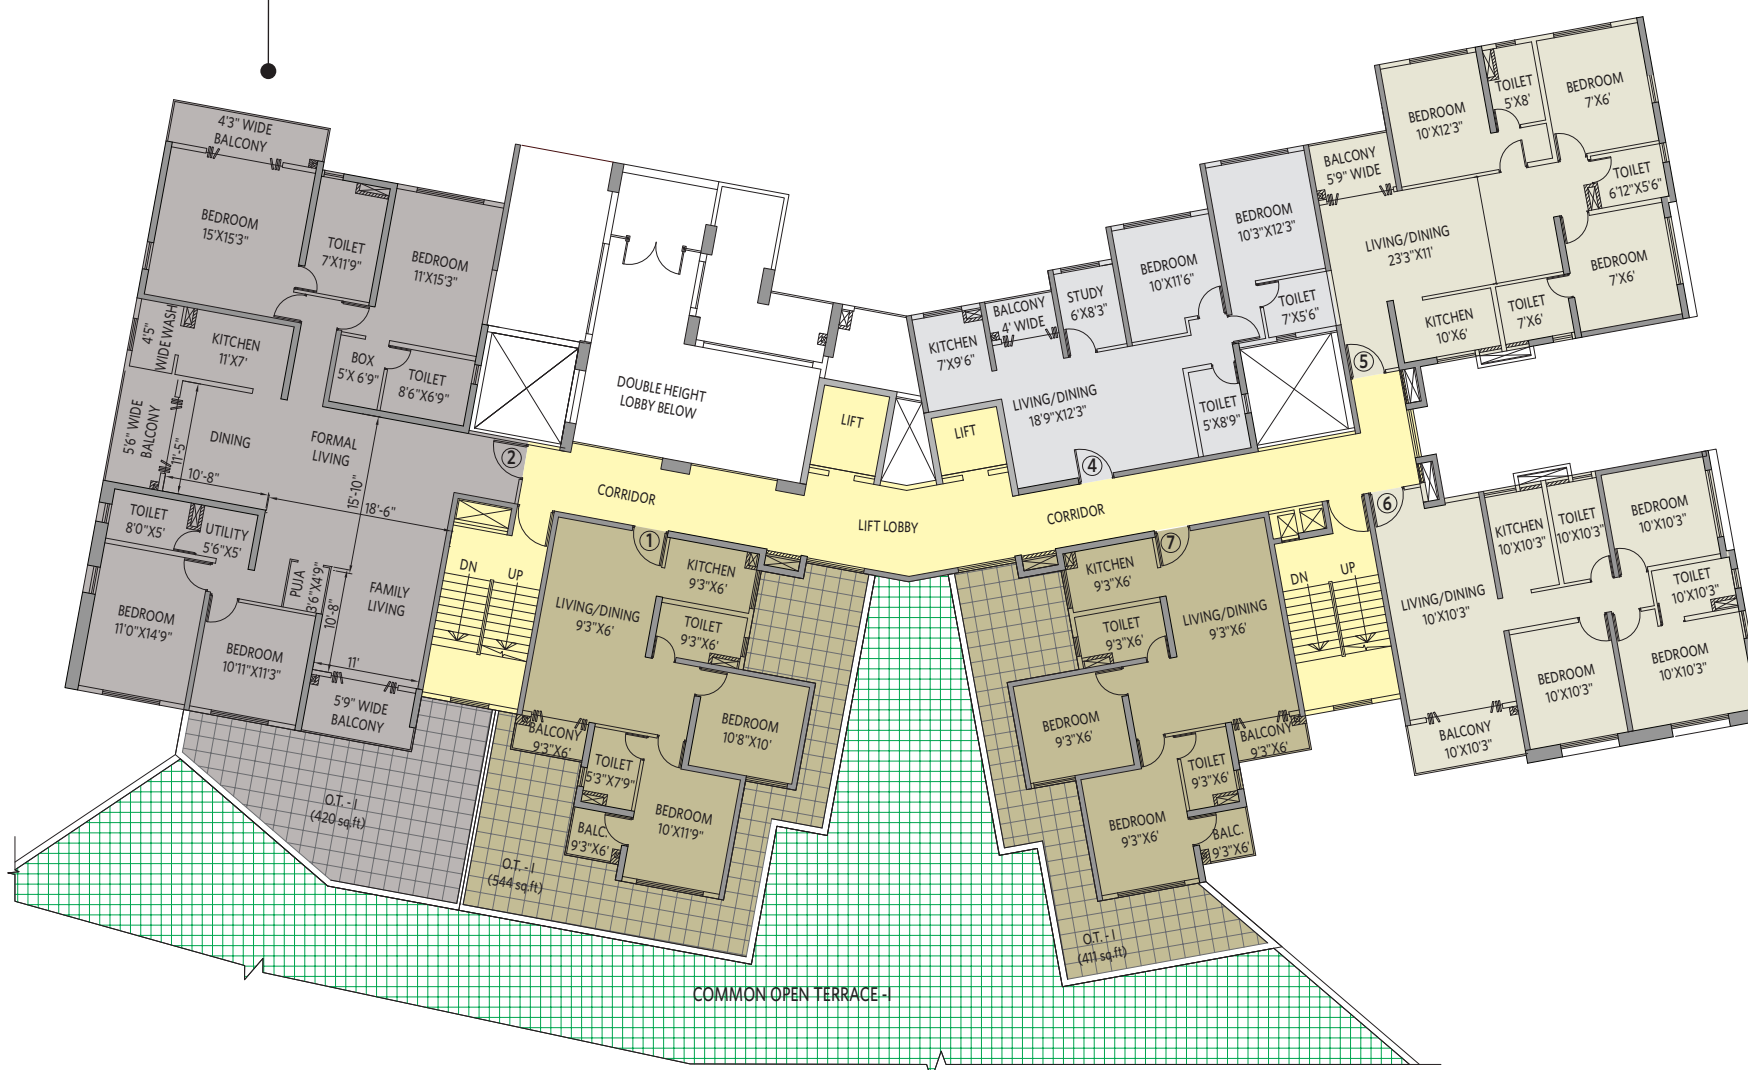 4'3" WIDE
BALCONY
BEDROOM
15'X15'3"
TOILET
7'X11'9"
BEDROOM
11'X15'3"
4'5"
WIDE WASH
KITCHEN
11'X7'
BOX
5'X 6'9"
TOILET
8'6"X6'9"
5'6" WIDE
BALCONY
11'-5"
DINING
10'-8"
FORMAL
LIVING
15'-10"
18'-6"
2
TOILET
8'0"X5'
UTILITY
5'6"X5'
PUJA
3'6"X4'9"
10'-8"
FAMILY
LIVING
BEDROOM
11'0"X14'9"
BEDROOM
10'11"X11'3"
11'
5'9" WIDE
BALCONY
O.T. - I
(420 sq.ft)
DOUBLE HEIGHT
LOBBY BELOW
LIFT
LIFT
CORRIDOR
LIFT LOBBY
CORRIDOR
DN
UP
1
KITCHEN
9'3"X6'
LIVING/DINING
9'3"X6'
TOILET
9'3"X6'
BEDROOM
10'8"X10'
BALCONY
9'3"X6'
TOILET
5'3"X7'9"
BEDROOM
10'X11'9"
BALC.
9'3"X6'
O.T. - I
(544 sq.ft)
KITCHEN
7'X9'6"
BALCONY
4' WIDE
STUDY
6'X8'3"
BEDROOM
10'X11'6"
BEDROOM
10'3"X12'3"
TOILET
7'X5'6"
LIVING/DINING
18'9"X12'3"
TOILET
5'X8'9"
4
BALCONY
5'9" WIDE
BEDROOM
10'X12'3"
TOILET
5'X8'
BEDROOM
7'X6'
TOILET
6'12"X5'6"
LIVING/DINING
23'3"X11'
BEDROOM
7'X6'
KITCHEN
10'X6'
TOILET
7'X6'
5
6
KITCHEN
10'X10'3"
TOILET
10'X10'3"
BEDROOM
10'X10'3"
TOILET
10'X10'3"
LIVING/DINING
10'X10'3"
BEDROOM
10'X10'3"
BEDROOM
10'X10'3"
BALCONY
10'X10'3"
DN
UP
7
KITCHEN
9'3"X6'
LIVING/DINING
9'3"X6'
TOILET
9'3"X6'
BEDROOM
9'3"X6'
BALCONY
9'3"X6'
TOILET
9'3"X6'
BEDROOM
9'3"X6'
BALC.
9'3"X6'
O.T. - I
(411 sq.ft)
COMMON OPEN TERRACE -I